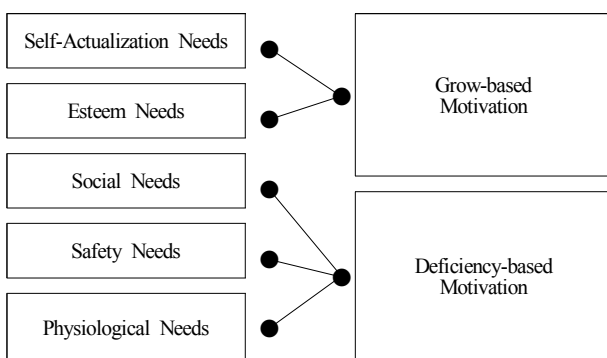 Self-Actualization Needs
Esteem Needs
Social Needs
Safety Needs
Physiological Needs
Grow-based
Motivation
Deficiency-based
Motivation